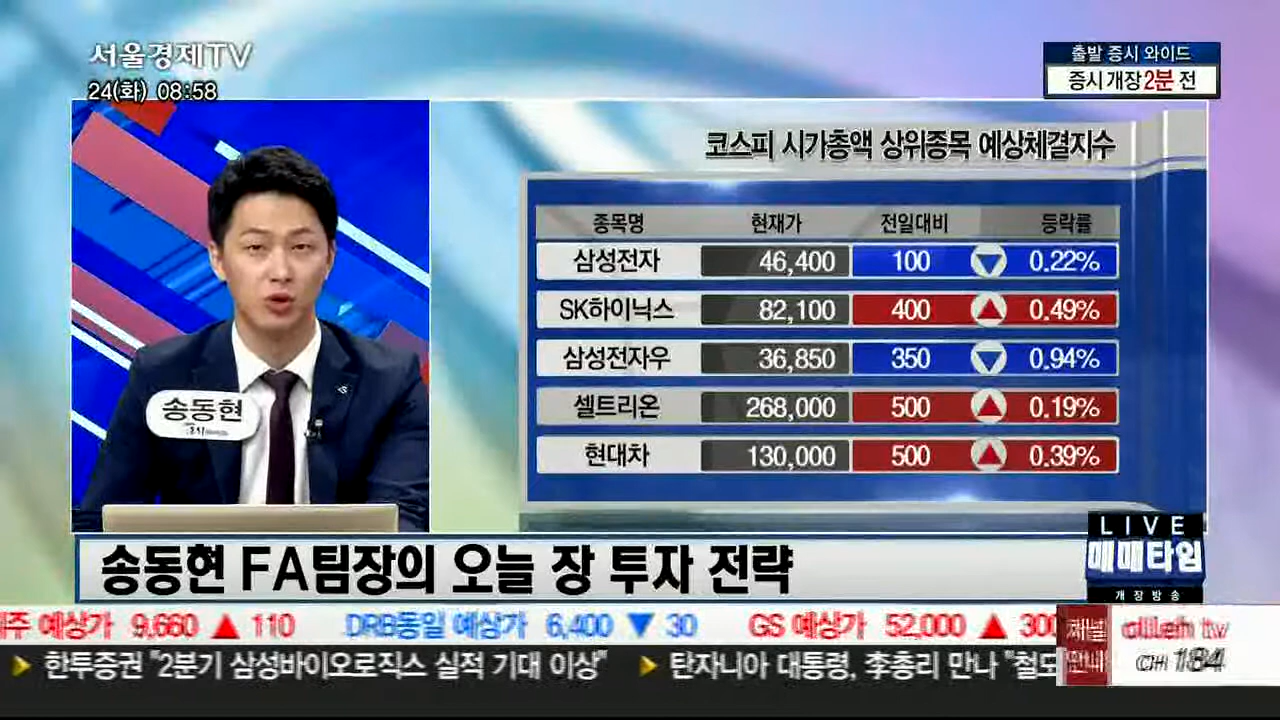 서울경제TV
24(화) 08:58
출발 증시 와이드
증시 개장 2분 전
코스피 시가총액 상위종목 예상체결지수
종목명 현재가 전일대비 등락률
삼성전자 46,400 100 ▼ 0.22%
SK하이닉스 82,100 400 ▲ 0.49%
삼성전자우 36,850 350 ▼ 0.94%
셀트리온 268,000 500 ▲ 0.19%
현대차 130,000 500 ▲ 0.39%
송동현
송동현 FA팀장의 오늘 장 투자 전략
LIVE
매매타임
개장방송
예상가 9,660 ▲ 110 DRB동일 예상가 6,400 ▼ 30 GS 예상가 52,000 ▲ 300
채널안내 olleh tv CH 184
한투증권 "2분기 삼성바이오로직스 실적 기대 이상" 탄자니아 대통령, 李총리 만나 "철도